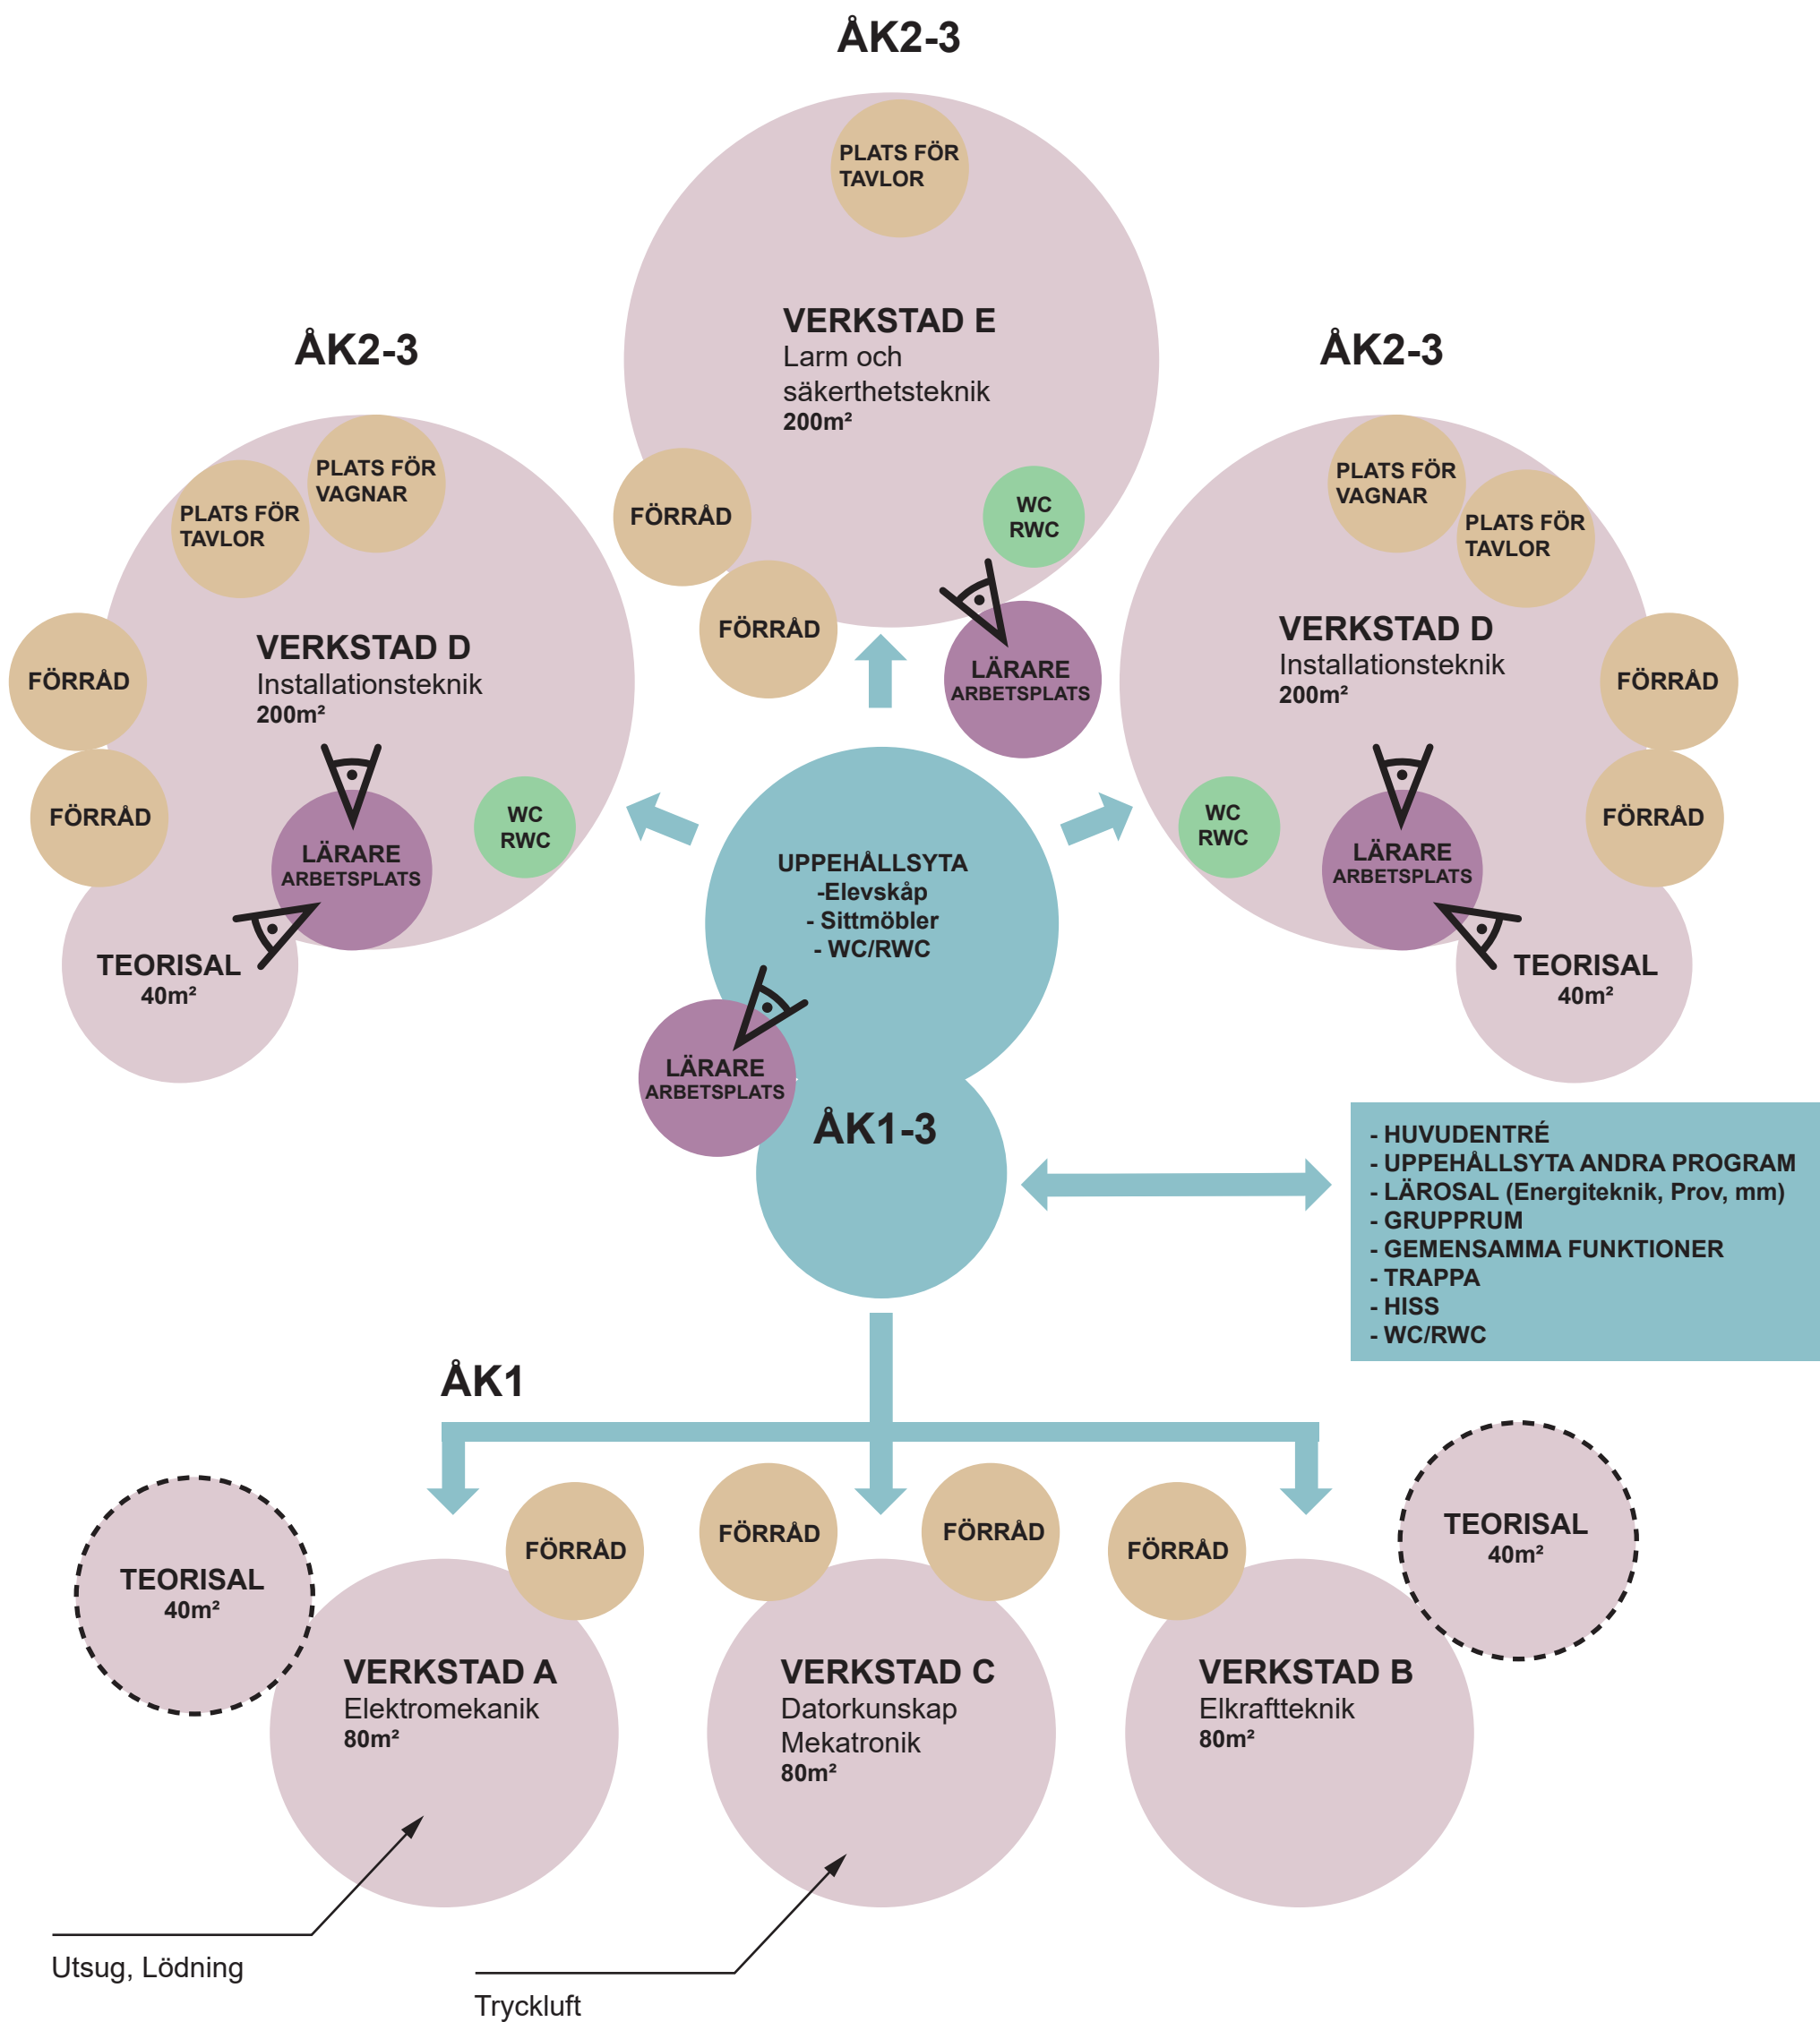 ÅK2-3
PLATS FÖR
TAVLOR
VERKSTAD E
Larm och
säkerthetsteknik
200m²
FÖRRÅD
FÖRRÅD
WC
RWC
LÄRARE
ARBETSPLATS
ÅK2-3
PLATS FÖR
VAGNAR
PLATS FÖR
TAVLOR
VERKSTAD D
Installationsteknik
200m²
FÖRRÅD
FÖRRÅD
WC
RWC
LÄRARE
ARBETSPLATS
TEORISAL
40m²
ÅK2-3
PLATS FÖR
VAGNAR
PLATS FÖR
TAVLOR
VERKSTAD D
Installationsteknik
200m²
FÖRRÅD
FÖRRÅD
WC
RWC
LÄRARE
ARBETSPLATS
TEORISAL
40m²
UPPEHÅLLSYTA
-Elevskåp
- Sittmöbler
- WC/RWC
LÄRARE
ARBETSPLATS
ÅK1-3
- HUVUDENTRÉ
- UPPEHÅLLSYTA ANDRA PROGRAM
- LÄROSAL (Energiteknik, Prov, mm)
- GRUPPRUM
- GEMENSAMMA FUNKTIONER
- TRAPPA
- HISS
- WC/RWC
ÅK1
TEORISAL
40m²
FÖRRÅD
VERKSTAD A
Elektromekanik
80m²
FÖRRÅD
FÖRRÅD
VERKSTAD C
Datorkunskap
Mekatronik
80m²
FÖRRÅD
TEORISAL
40m²
VERKSTAD B
Elkraftteknik
80m²
Utsug, Lödning
Tryckluft